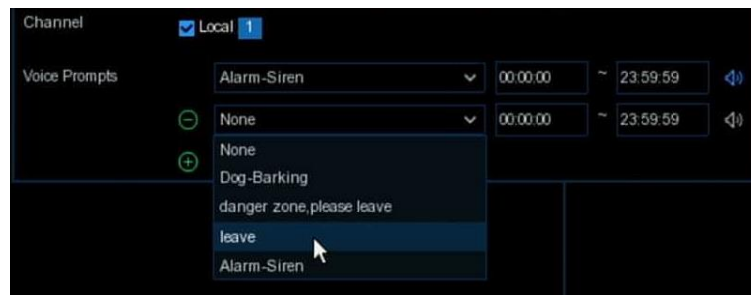 Channel Local 1
Voice Prompts Alarm-Siren 00:00:00 ~ 23:59:59
None 00:00:00 ~ 23:59:59
None
Dog-Barking
danger zone,please leave
leave
Alarm-Siren